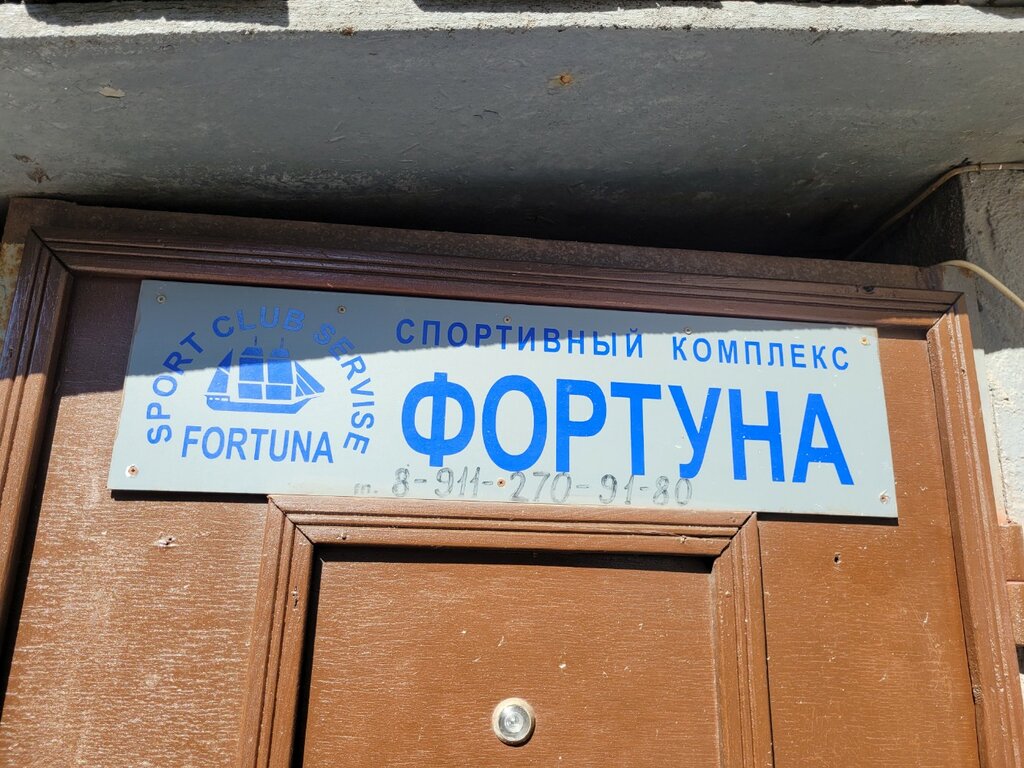 SPORT CLUB SERVISE
FORTUNA
СПОРТИВНЫЙ КОМПЛЕКС
ФОРТУНА
т. 8-911-270-91-80